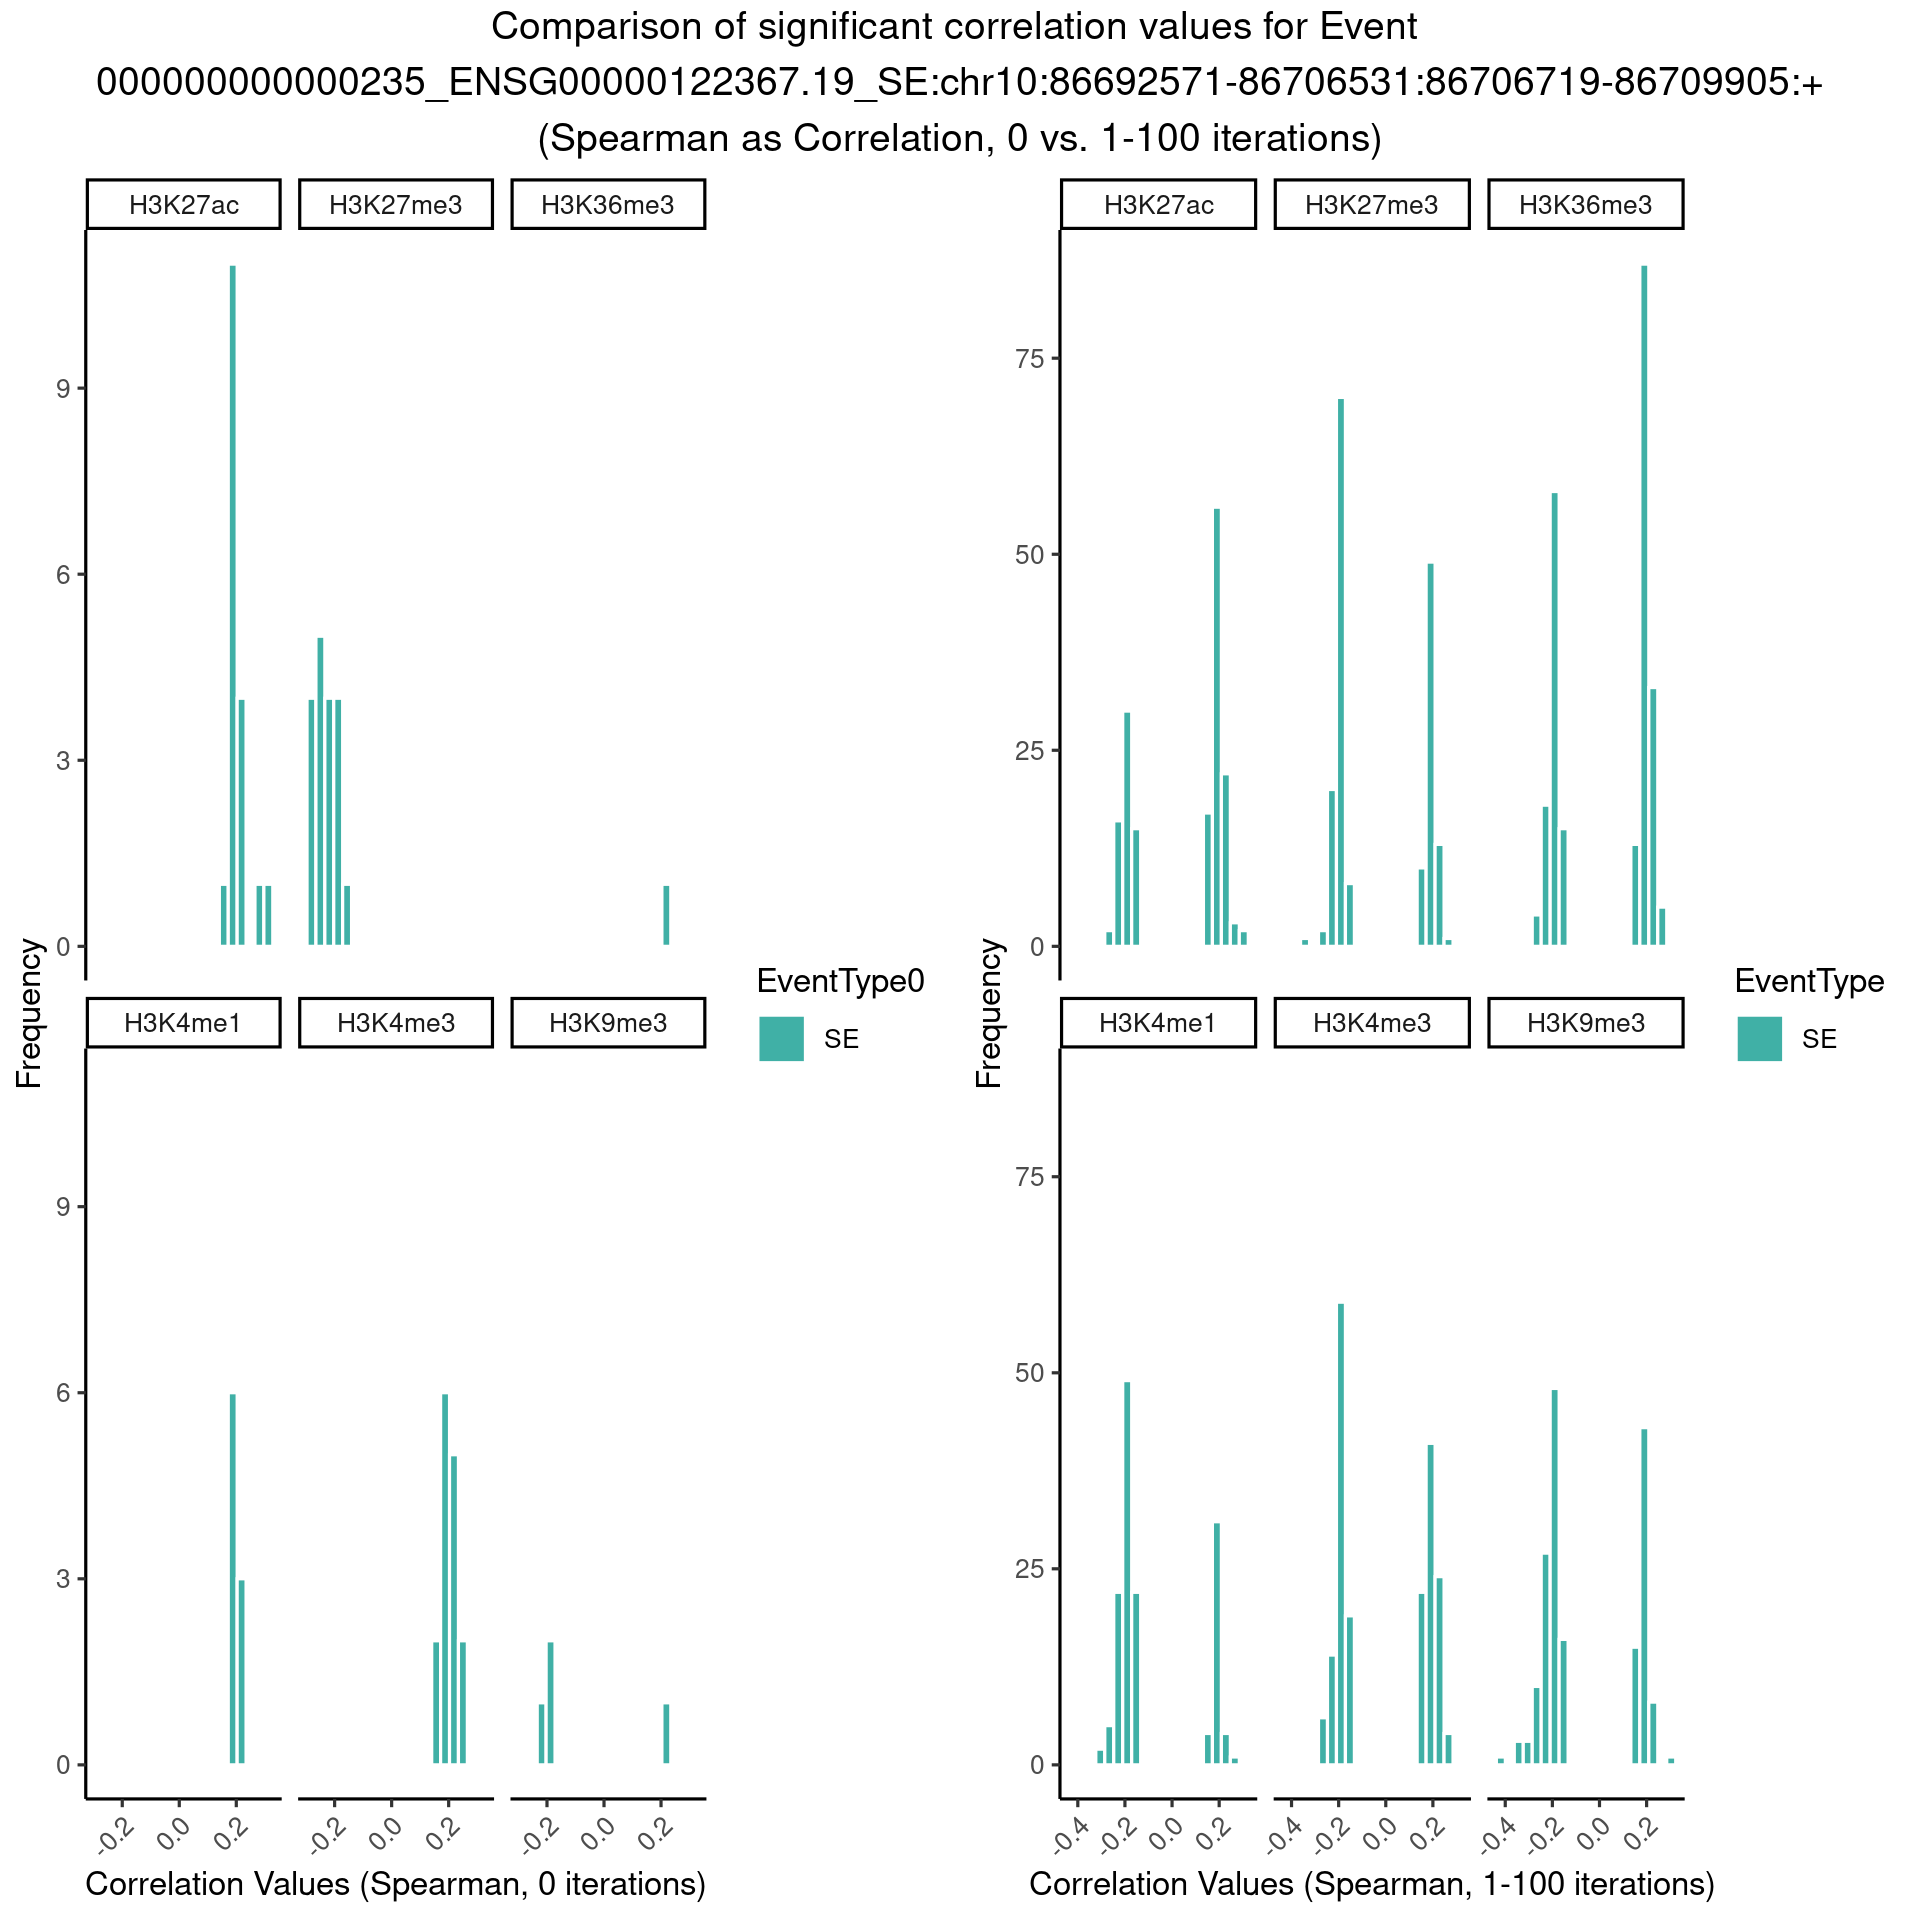 Comparison of significant correlation values for Event
000000000000235_ENSG00000122367.19_SE:chr10:86692571-86706531:86706719-86709905:+
(Spearman as Correlation, 0 vs. 1-100 iterations)
H3K27ac
H3K27me3
H3K36me3
9
6
3
0
H3K4me1
H3K4me3
H3K9me3
9
6
3
0
-0.2
0.0
0.2
-0.2
0.0
0.2
-0.2
0.0
0.2
Frequency
Correlation Values (Spearman, 0 iterations)
EventType0
SE
H3K27ac
H3K27me3
H3K36me3
75
50
25
0
H3K4me1
H3K4me3
H3K9me3
75
50
25
0
-0.4
-0.2
0.0
0.2
-0.4
-0.2
0.0
0.2
-0.4
-0.2
0.0
0.2
Frequency
Correlation Values (Spearman, 1-100 iterations)
EventType
SE